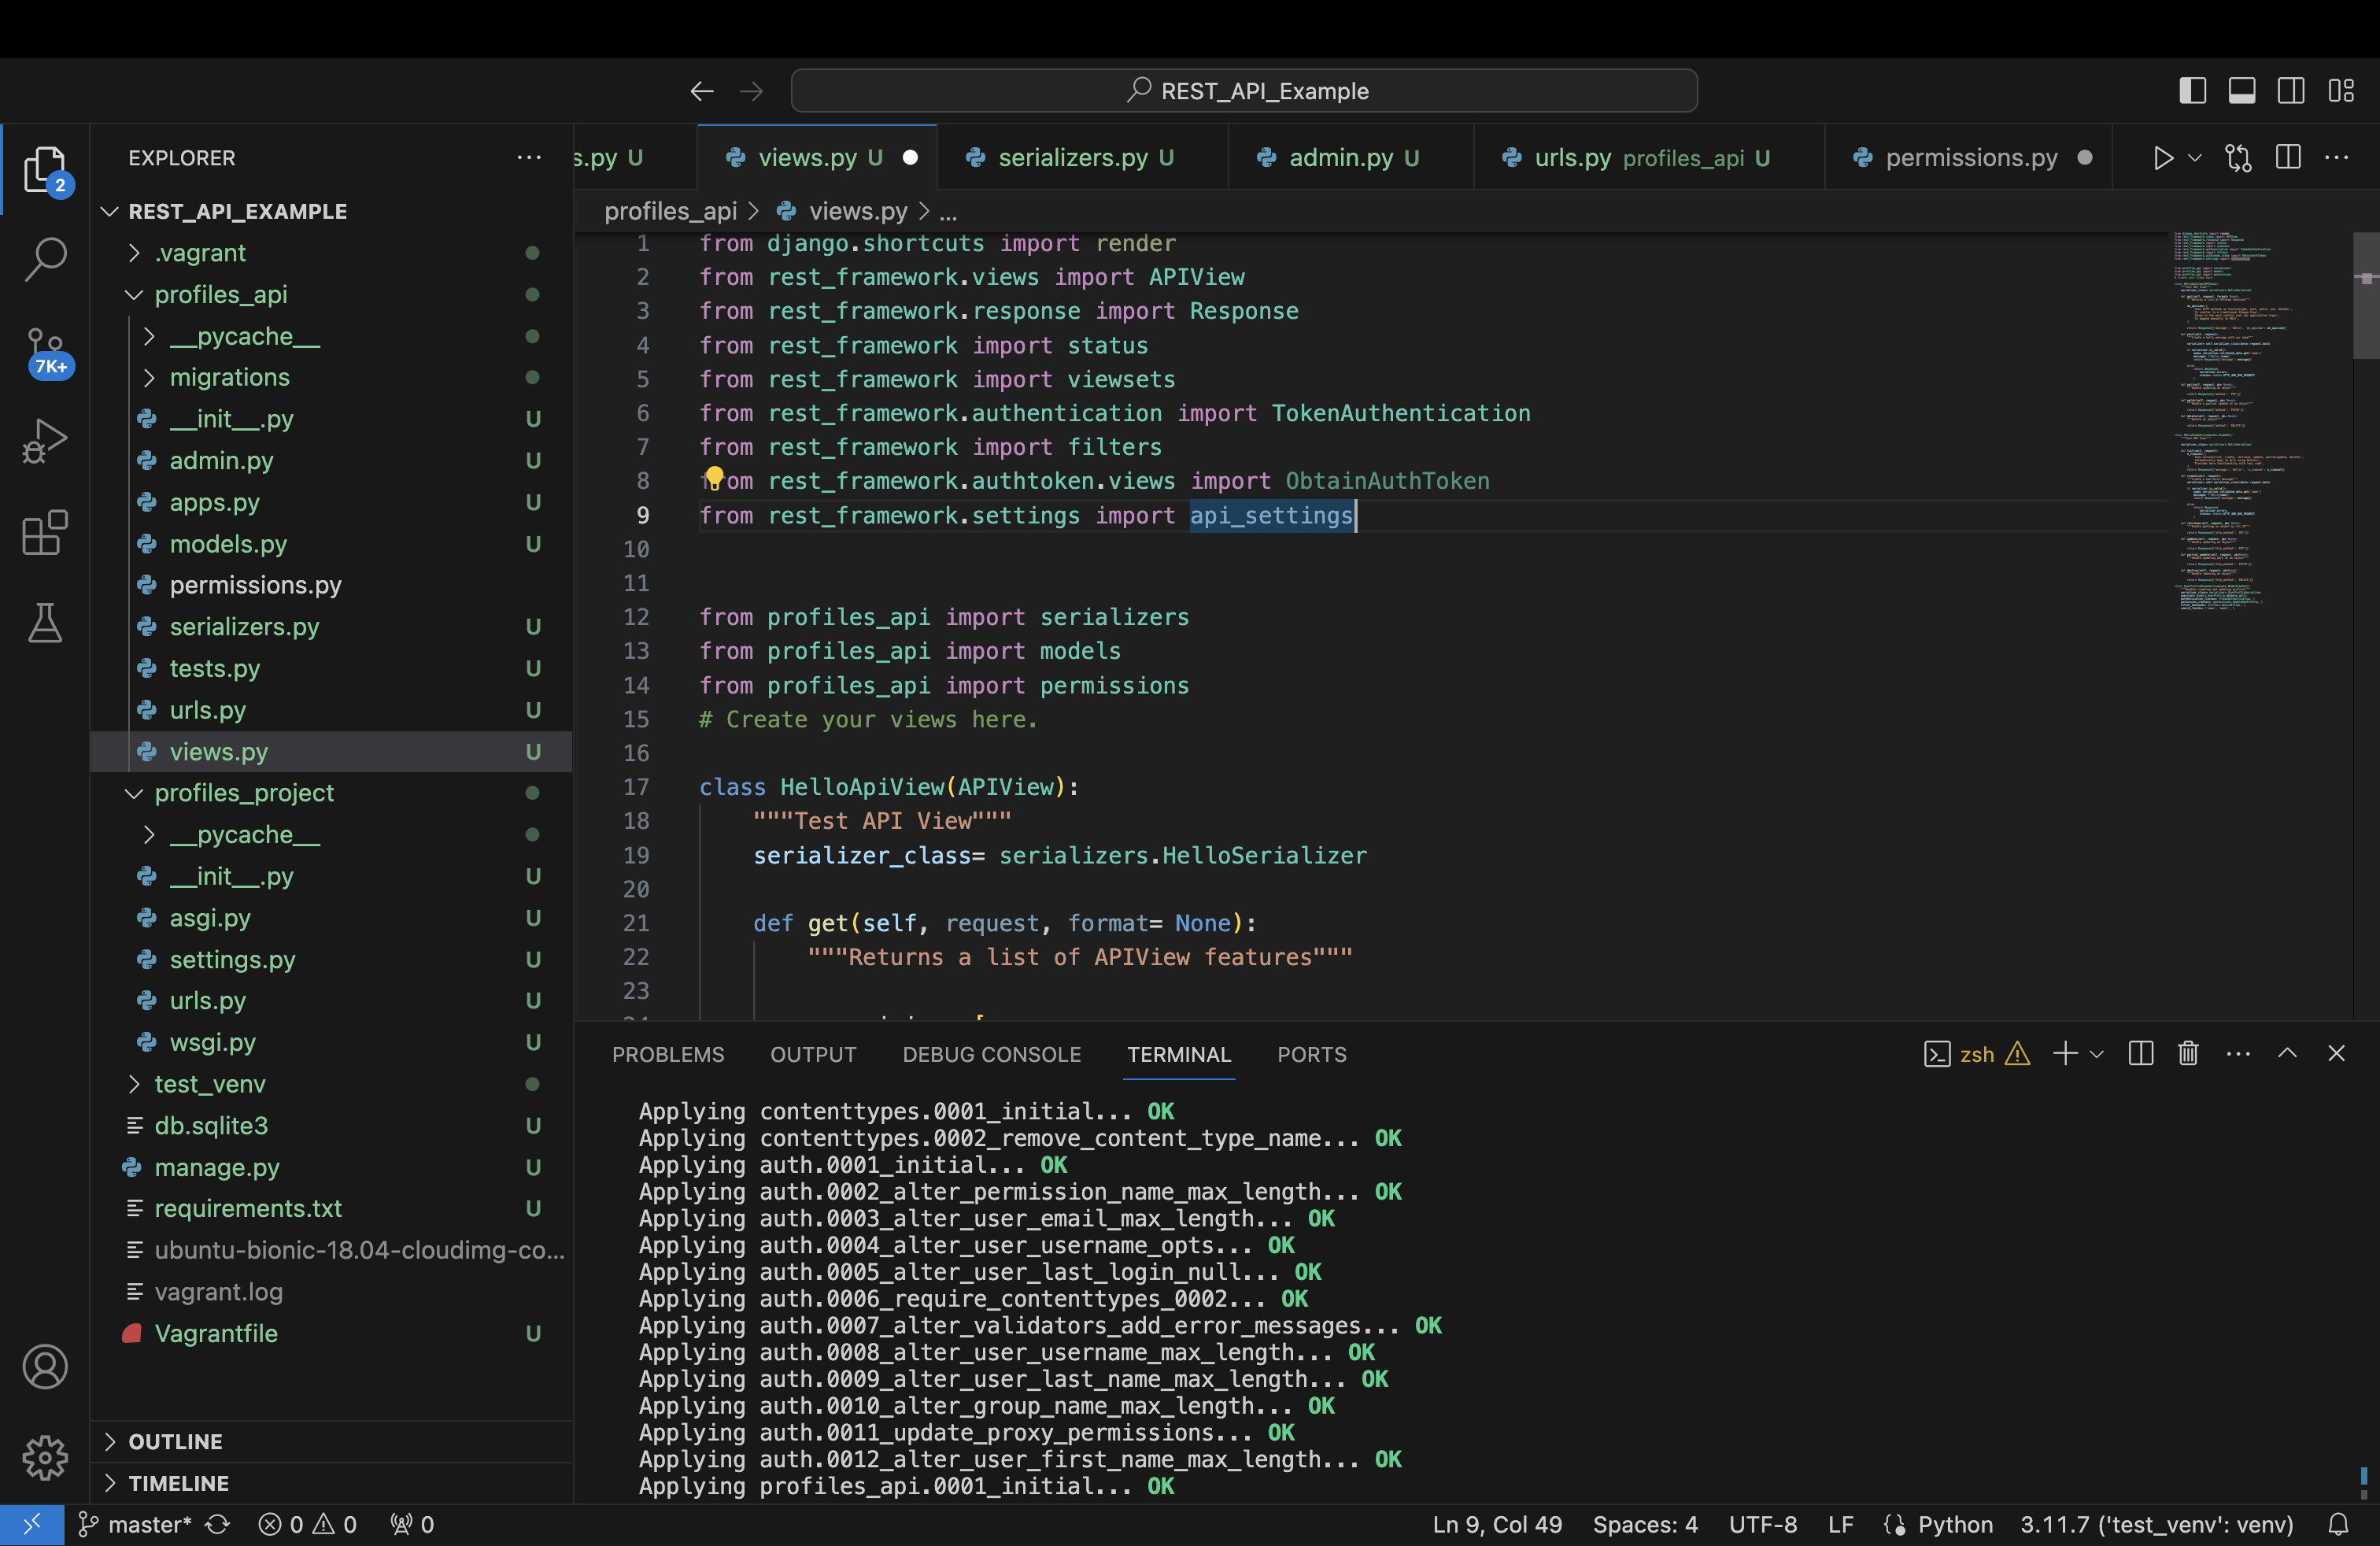 REST_API_Example
EXPLORER
s.py U
views.py U
serializers.py U
admin.py U
urls.py profiles_api U
permissions.py
2
7K+
REST_API_EXAMPLE
.vagrant
profiles_api
__pycache__
migrations
__init__.py U
admin.py U
apps.py U
models.py U
permissions.py
serializers.py U
tests.py U
urls.py U
views.py U
profiles_project
__pycache__
__init__.py U
asgi.py U
settings.py U
urls.py U
wsgi.py U
test_venv
db.sqlite3 U
manage.py U
requirements.txt U
ubuntu-bionic-18.04-cloudimg-co...
vagrant.log
Vagrantfile U
OUTLINE
TIMELINE
profiles_api > views.py > ...
1 from django.shortcuts import render
2 from rest_framework.views import APIView
3 from rest_framework.response import Response
4 from rest_framework import status
5 from rest_framework import viewsets
6 from rest_framework.authentication import TokenAuthentication
7 from rest_framework import filters
8 from rest_framework.authtoken.views import ObtainAuthToken
9 from rest_framework.settings import api_settings
10
11
12 from profiles_api import serializers
13 from profiles_api import models
14 from profiles_api import permissions
15 # Create your views here.
16
17 class HelloApiView(APIView):
18 """Test API View"""
19 serializer_class= serializers.HelloSerializer
20
21 def get(self, request, format= None):
22 """Returns a list of APIView features"""
23
PROBLEMS OUTPUT DEBUG CONSOLE TERMINAL PORTS
zsh
Applying contenttypes.0001_initial... OK
Applying contenttypes.0002_remove_content_type_name... OK
Applying auth.0001_initial... OK
Applying auth.0002_alter_permission_name_max_length... OK
Applying auth.0003_alter_user_email_max_length... OK
Applying auth.0004_alter_user_username_opts... OK
Applying auth.0005_alter_user_last_login_null... OK
Applying auth.0006_require_contenttypes_0002... OK
Applying auth.0007_alter_validators_add_error_messages... OK
Applying auth.0008_alter_user_username_max_length... OK
Applying auth.0009_alter_user_last_name_max_length... OK
Applying auth.0010_alter_group_name_max_length... OK
Applying auth.0011_update_proxy_permissions... OK
Applying auth.0012_alter_user_first_name_max_length... OK
Applying profiles_api.0001_initial... OK
master* 0 0 0
Ln 9, Col 49 Spaces: 4 UTF-8 LF Python 3.11.7 ('test_venv': venv)